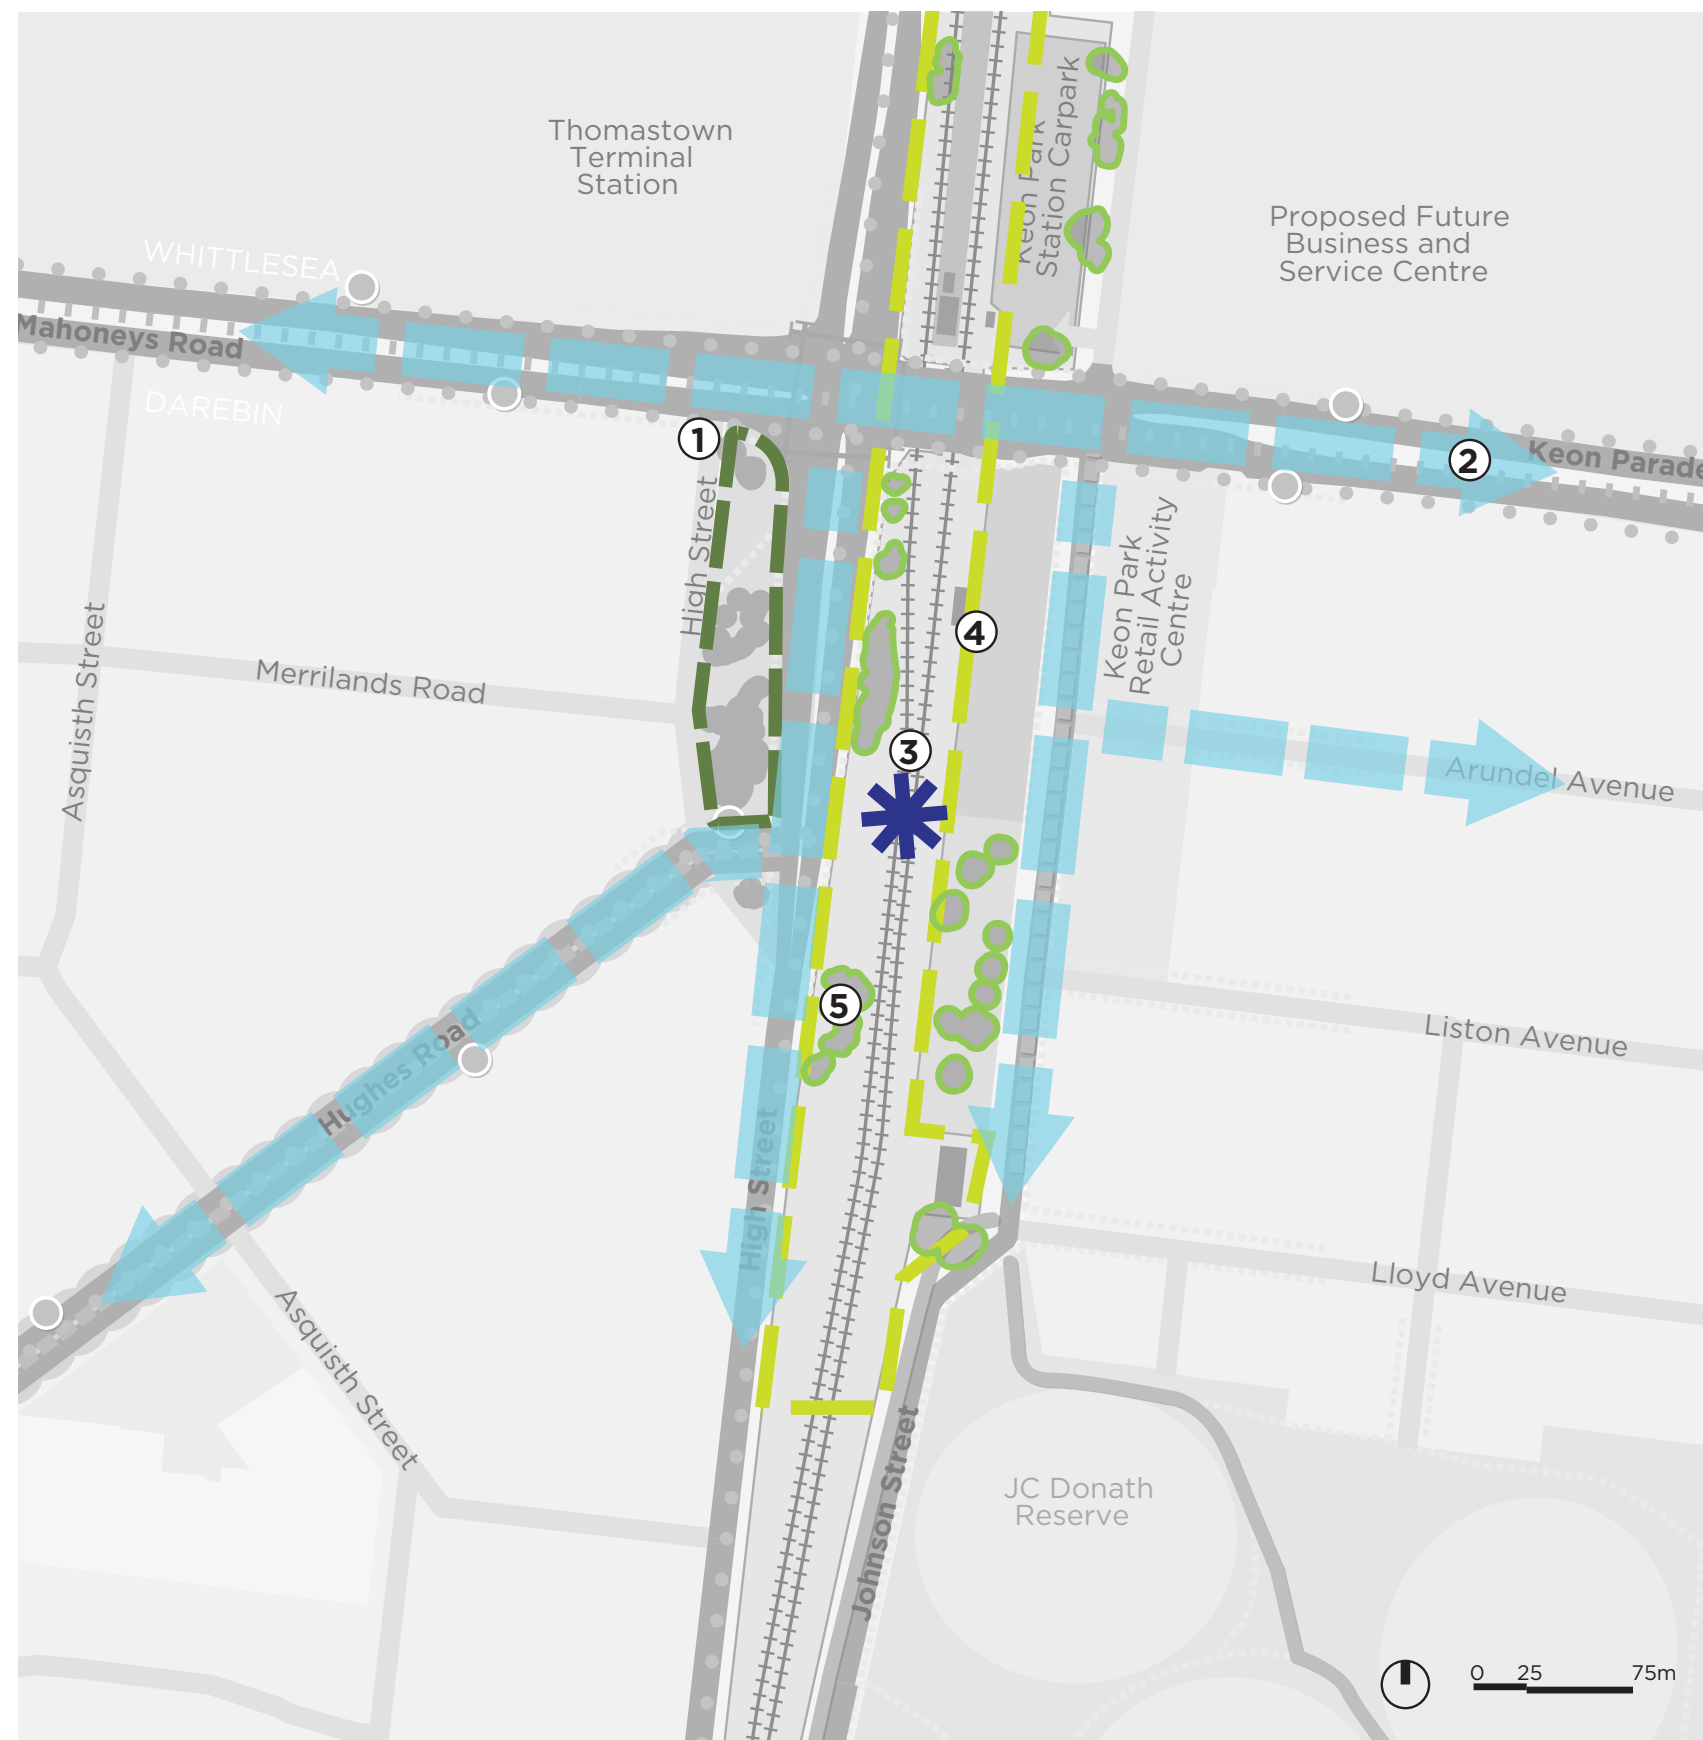 Thomastown
Terminal
Station
Keon Park
Station Carpark
Proposed Future
Business and
Service Centre
WHITTLESEA
Mahoneys Road
DAREBIN
1
2
Keon Parade
High Street
Keon Park
Retail Activity
Centre
Asquisth Street
Merrilands Road
4
3
Arundel Avenue
5
Liston Avenue
Hughes Road
High Street
Lloyd Avenue
Asquisth Street
Johnson Street
JC Donath
Reserve
0 25 75m